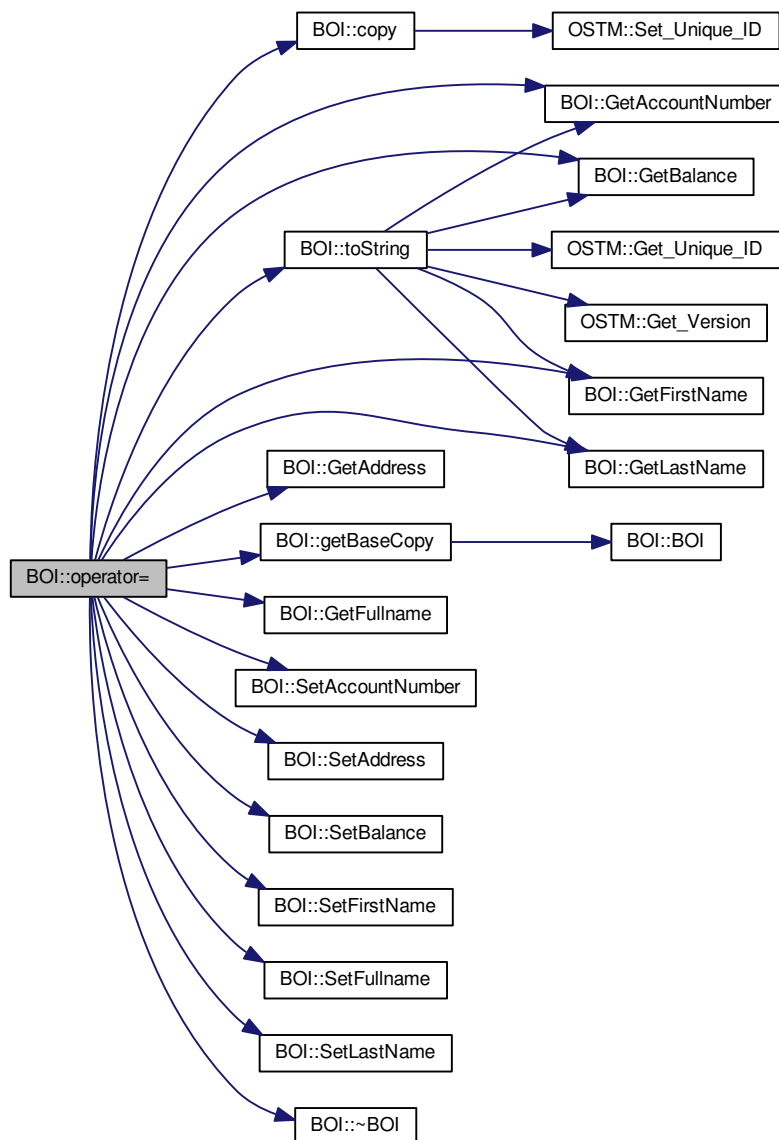 BOI::copy
OSTM::Set_Unique_ID
BOI::GetAccountNumber
BOI::GetBalance
BOI::toString
OSTM::Get_Unique_ID
OSTM::Get_Version
BOI::GetFirstName
BOI::GetLastName
BOI::GetAddress
BOI::getBaseCopy
BOI::BOI
BOI::operator=
BOI::GetFullname
BOI::SetAccountNumber
BOI::SetAddress
BOI::SetBalance
BOI::SetFirstName
BOI::SetFullname
BOI::SetLastName
BOI::~BOI